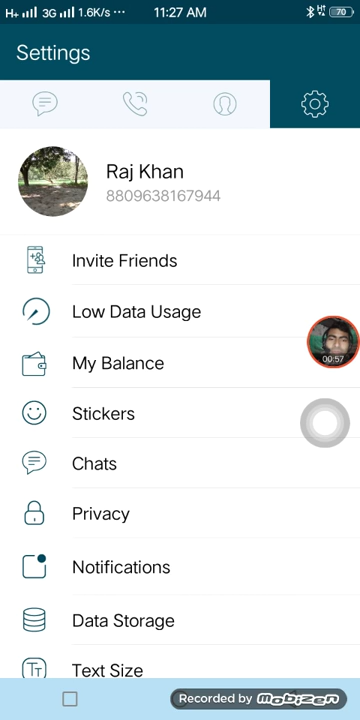 H+ 3G 1.6K/s ··· 11:27 AM 70
Settings
Raj Khan
8809638167944
Invite Friends
Low Data Usage
My Balance
00:57
Stickers
Chats
Privacy
Notifications
Data Storage
Tt Text Size
Recorded by mobizen